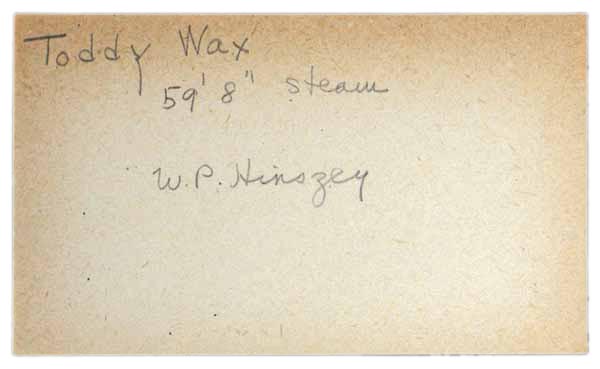 Toddy Wax
59' 8" steam
W. P. Hinszey